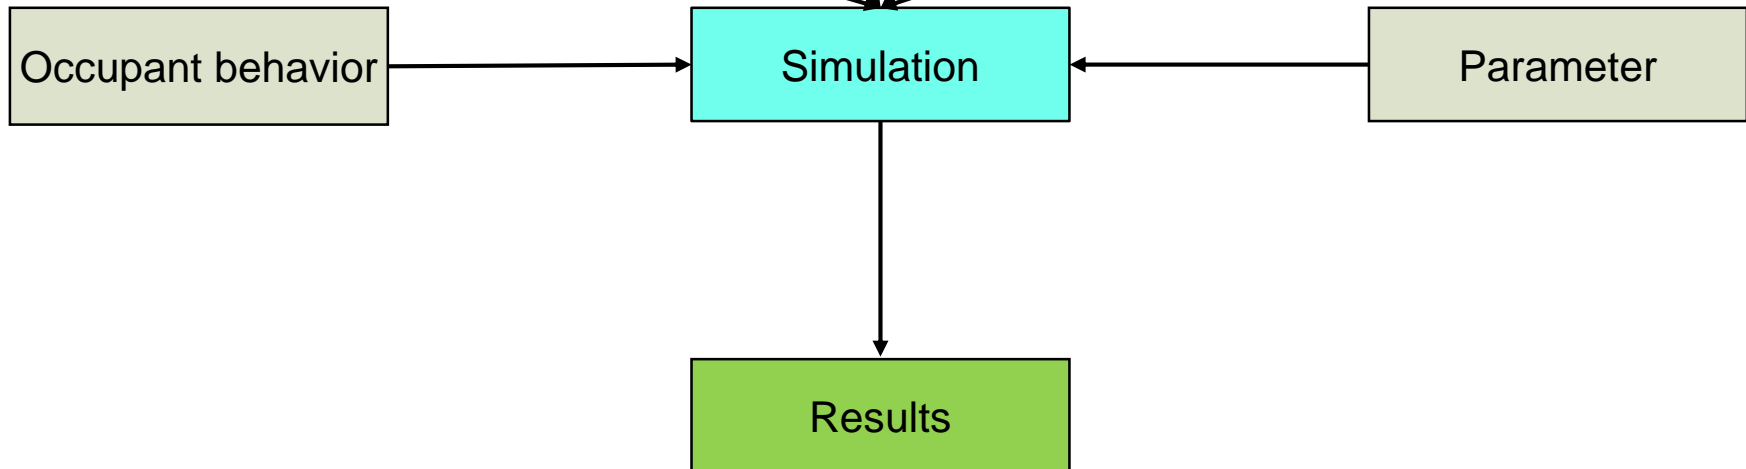 Occupant behavior
Simulation
Parameter
Results